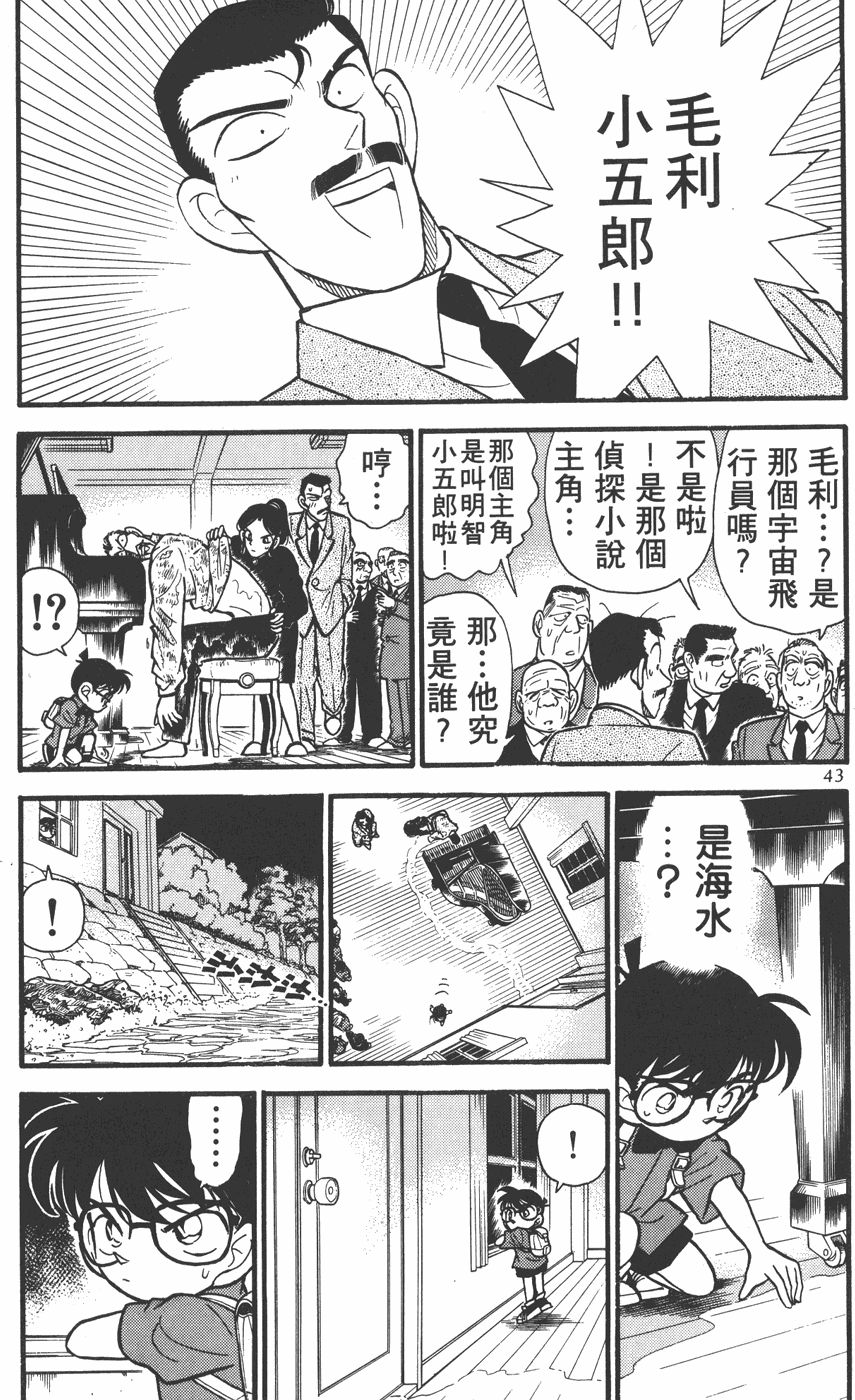 毛利
小五郎!!
毛利…?是
那個宇宙飛
行員嗎?
不是啦
!是那個
偵探小說
主角…
那個主角
是叫明智
小五郎啦!
那…他究
竟是誰?
哼…
!?
43
是海水
…?
!
!
……